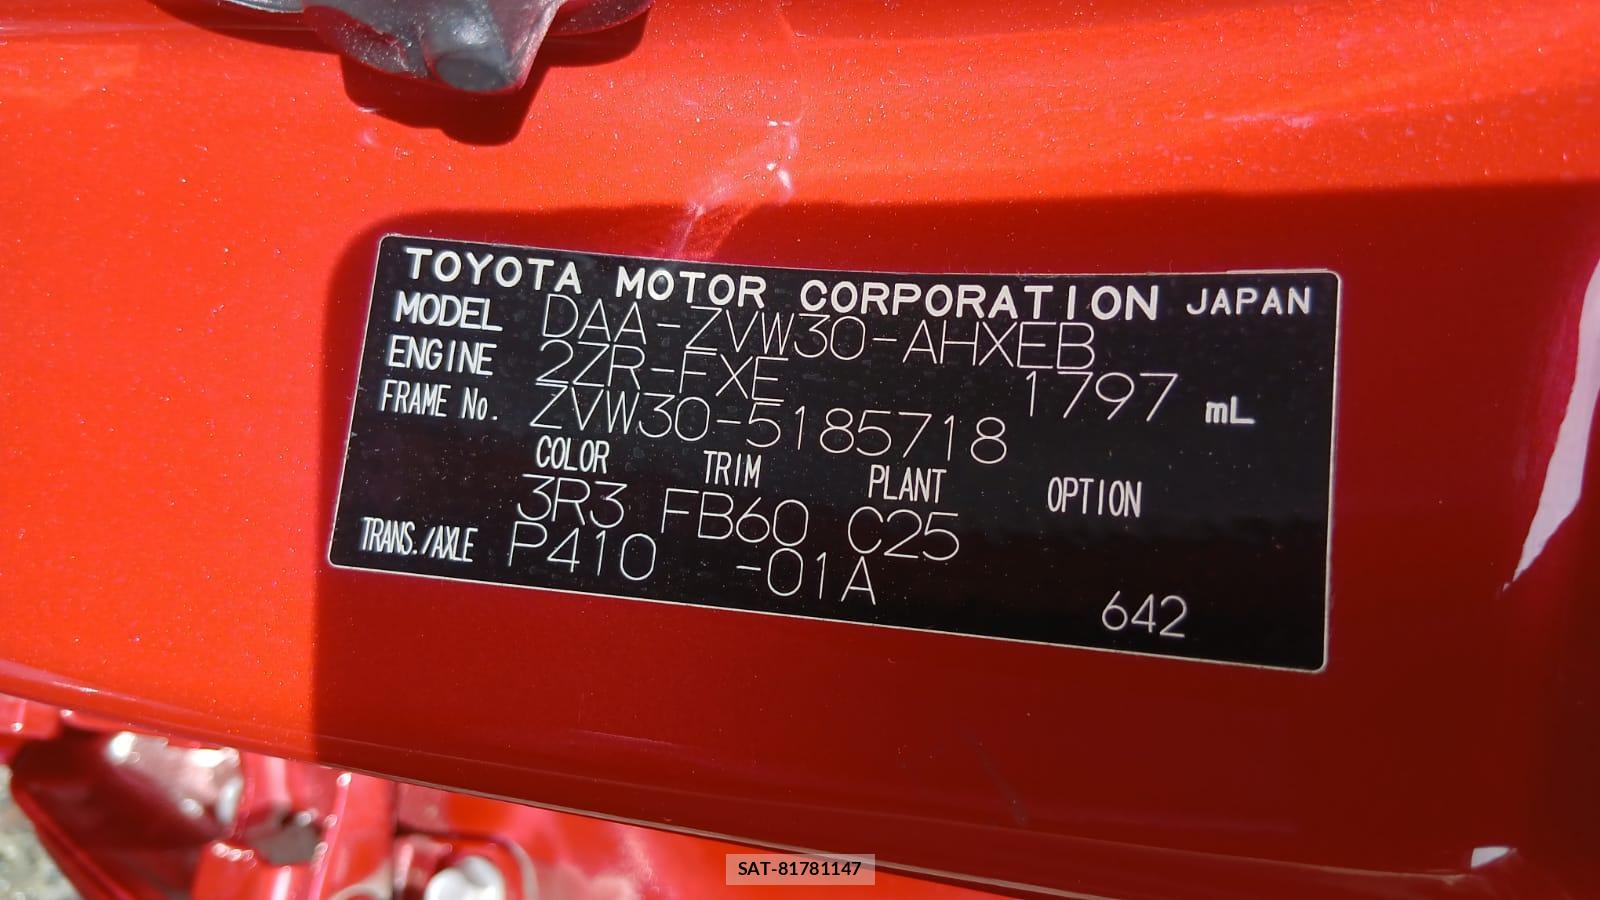 TOYOTA MOTOR CORPORATION JAPAN
MODEL DAA-ZVW30-AHXEB
ENGINE 2ZR-FXE 1797 mL
FRAME No. ZVW30-5185718
COLOR TRIM PLANT OPTION
3R3 FB60 C25
TRANS./AXLE P410 -01A
642
SAT-81781147